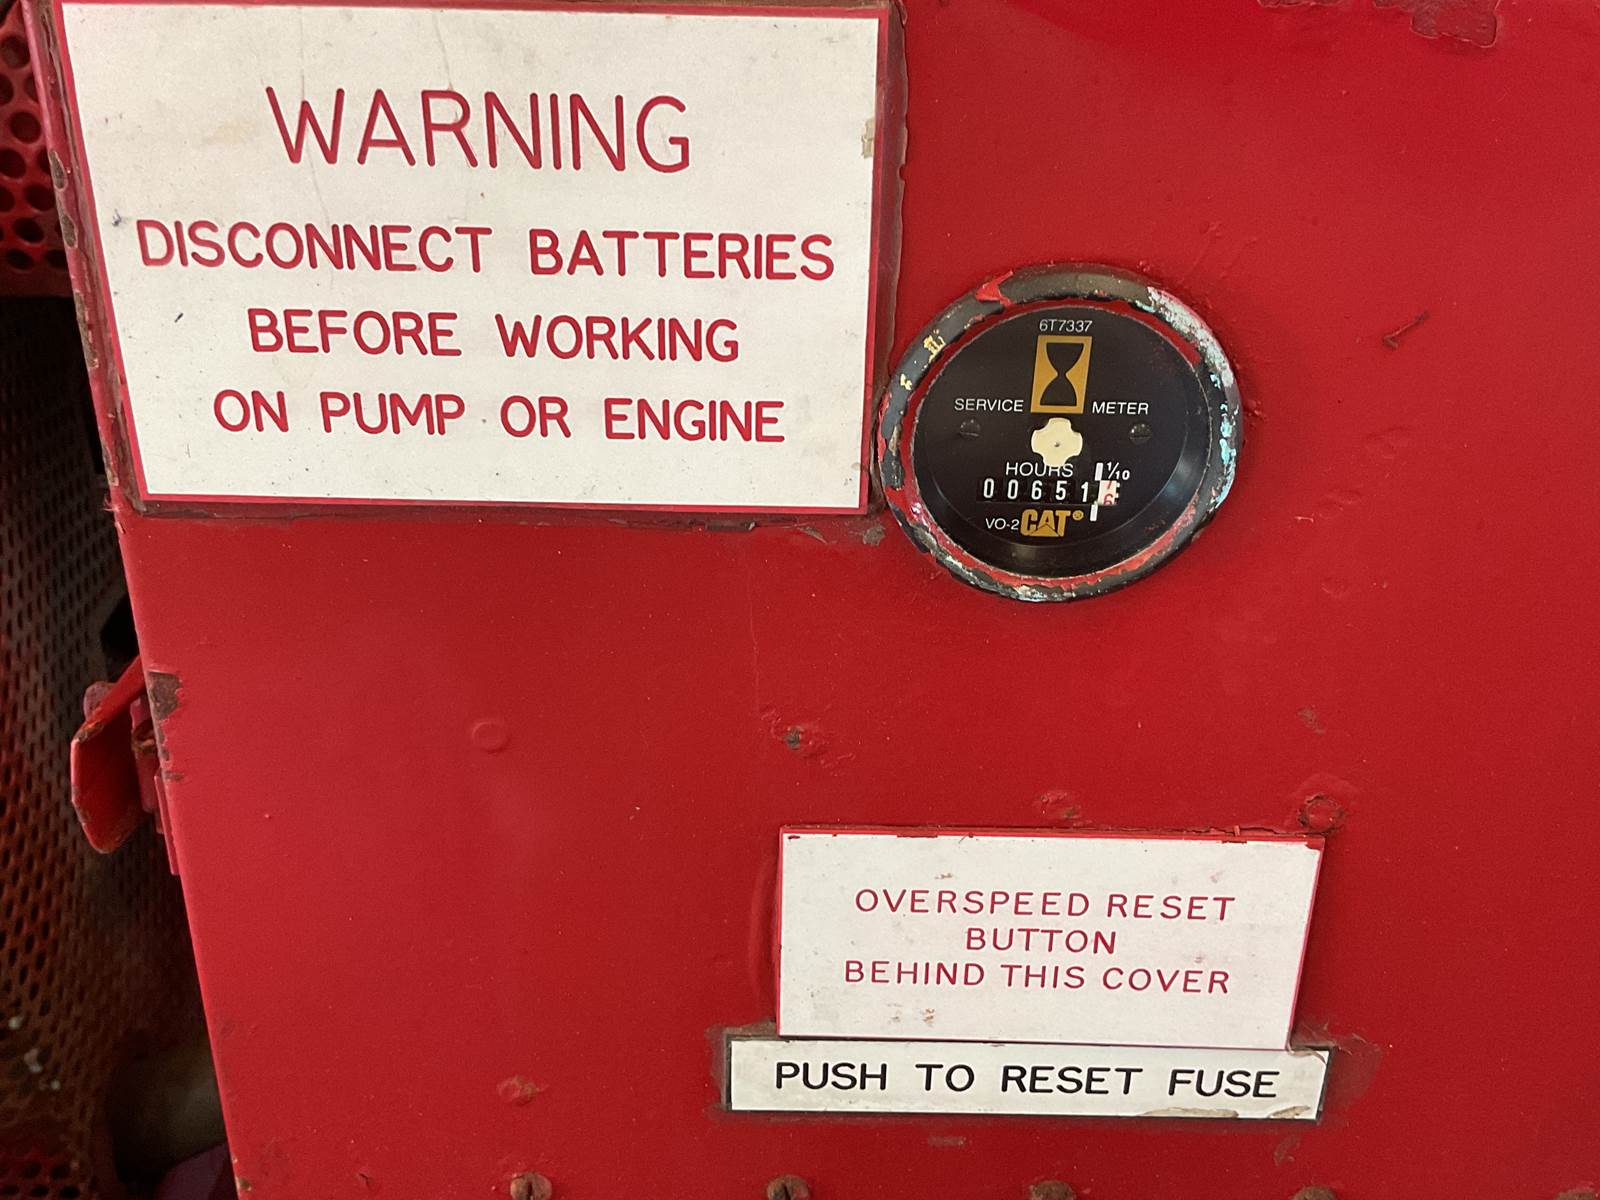 WARNING
DISCONNECT BATTERIES
BEFORE WORKING
ON PUMP OR ENGINE
6T7337
SERVICE METER
HOURS 1/10
00651
VO-2 CAT®
OVERSPEED RESET
BUTTON
BEHIND THIS COVER
PUSH TO RESET FUSE